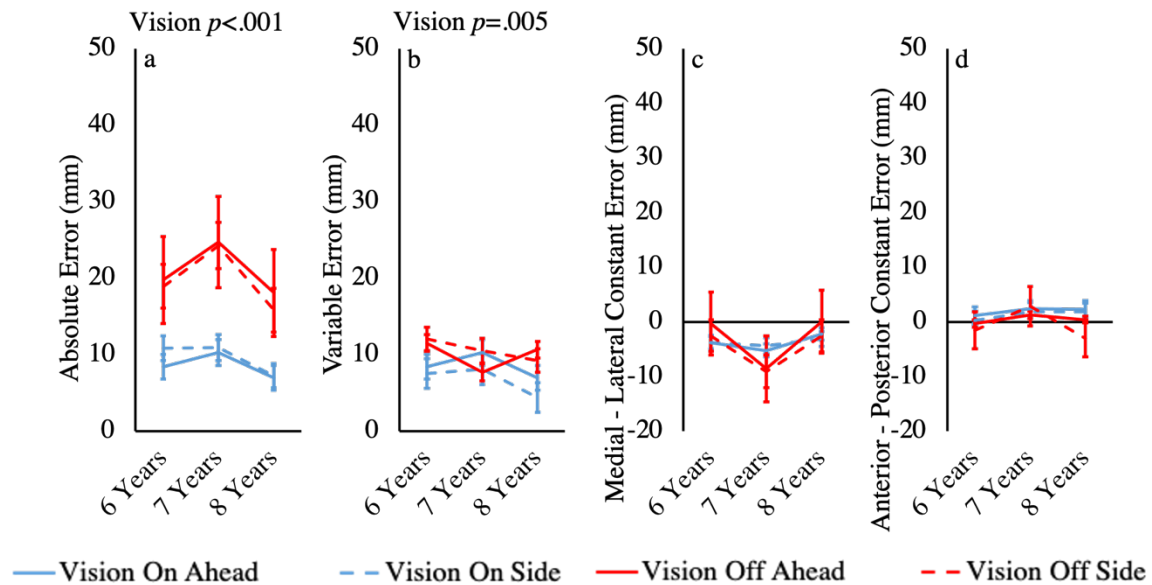 Vision p<.001
Vision p=.005
a
Absolute Error (mm)
50
40
30
20
10
0
6 Years
7 Years
8 Years
b
Variable Error (mm)
50
40
30
20
10
0
6 Years
7 Years
8 Years
c
Medial - Lateral Constant Error (mm)
50
40
30
20
10
0
-10
-20
6 Years
7 Years
8 Years
d
Anterior - Posterior Constant Error (mm)
50
40
30
20
10
0
-10
-20
6 Years
7 Years
8 Years
Vision On Ahead
Vision On Side
Vision Off Ahead
Vision Off Side